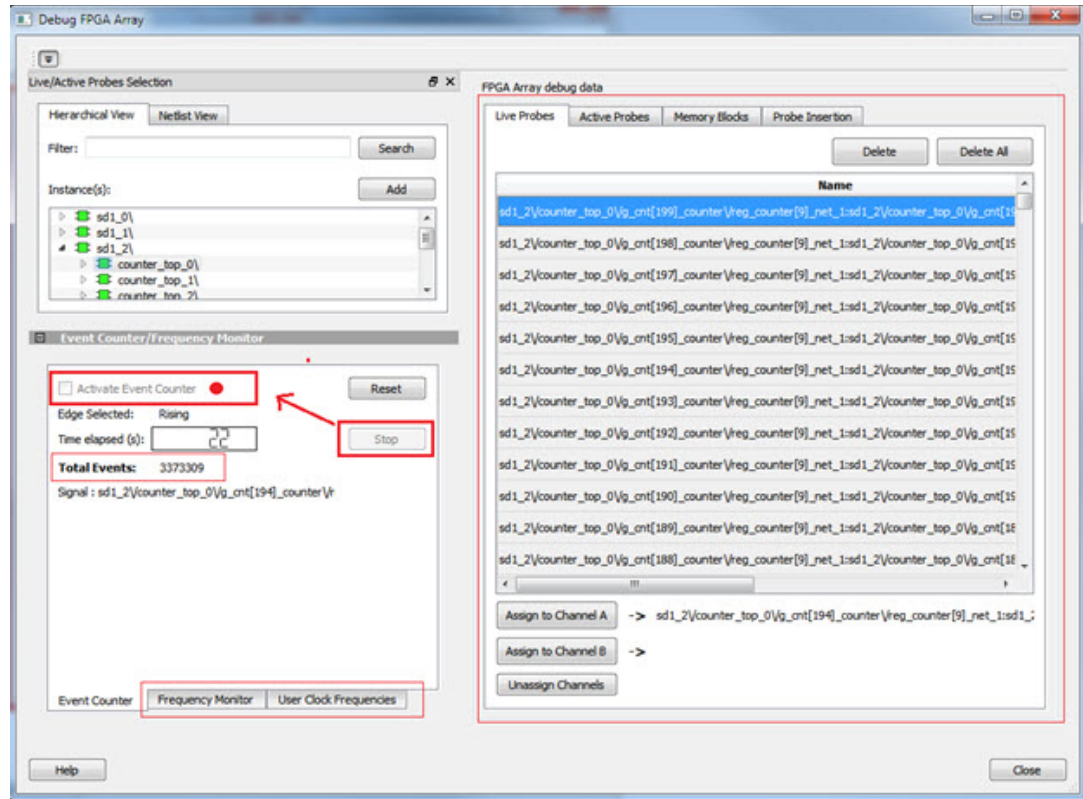 Debug FPGA Array
Live/Active Probes Selection
Hierarchical View Netlist View
Filter: Search
Instance(s): Add
sd1_0\
sd1_1\
sd1_2\
counter_top_0\
counter_top_1\
counter_top_2\
Event Counter/Frequency Monitor
Activate Event Counter Reset
Edge Selected: Rising
Time elapsed (s): 22 Stop
Total Events: 3373309
Signal : sd1_2\/counter_top_0\/g_cnt[194]_counter\/r
Event Counter Frequency Monitor User Clock Frequencies
Help
FPGA Array debug data
Live Probes Active Probes Memory Blocks Probe Insertion
Delete Delete All
Name
sd1_2\/counter_top_0\/g_cnt[199]_counter\/reg_counter[9]_net_1:sd1_2\/counter_top_0\/g_cnt[19
sd1_2\/counter_top_0\/g_cnt[198]_counter\/reg_counter[9]_net_1:sd1_2\/counter_top_0\/g_cnt[19
sd1_2\/counter_top_0\/g_cnt[197]_counter\/reg_counter[9]_net_1:sd1_2\/counter_top_0\/g_cnt[19
sd1_2\/counter_top_0\/g_cnt[196]_counter\/reg_counter[9]_net_1:sd1_2\/counter_top_0\/g_cnt[19
sd1_2\/counter_top_0\/g_cnt[195]_counter\/reg_counter[9]_net_1:sd1_2\/counter_top_0\/g_cnt[19
sd1_2\/counter_top_0\/g_cnt[194]_counter\/reg_counter[9]_net_1:sd1_2\/counter_top_0\/g_cnt[19
sd1_2\/counter_top_0\/g_cnt[193]_counter\/reg_counter[9]_net_1:sd1_2\/counter_top_0\/g_cnt[19
sd1_2\/counter_top_0\/g_cnt[192]_counter\/reg_counter[9]_net_1:sd1_2\/counter_top_0\/g_cnt[19
sd1_2\/counter_top_0\/g_cnt[191]_counter\/reg_counter[9]_net_1:sd1_2\/counter_top_0\/g_cnt[19
sd1_2\/counter_top_0\/g_cnt[190]_counter\/reg_counter[9]_net_1:sd1_2\/counter_top_0\/g_cnt[19
sd1_2\/counter_top_0\/g_cnt[189]_counter\/reg_counter[9]_net_1:sd1_2\/counter_top_0\/g_cnt[18
sd1_2\/counter_top_0\/g_cnt[188]_counter\/reg_counter[9]_net_1:sd1_2\/counter_top_0\/g_cnt[18
Assign to Channel A -> sd1_2\/counter_top_0\/g_cnt[194]_counter\/reg_counter[9]_net_1:sd1_2
Assign to Channel B ->
Unassign Channels
Close